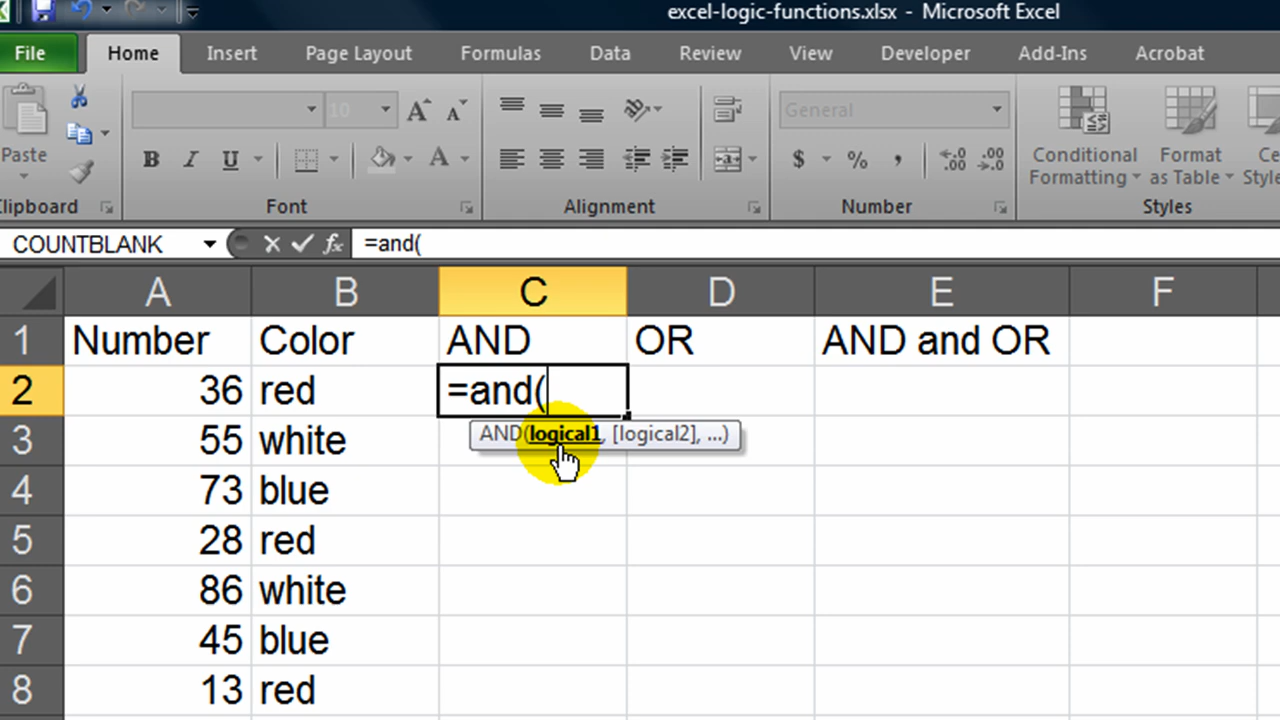 excel-logic-functions.xlsx - Microsoft Excel
File Home Insert Page Layout Formulas Data Review View Developer Add-Ins Acrobat
10 General
Paste B I U $ % , .00 .00 Conditional Formatting Format as Table
Font Alignment Number Styles
COUNTBLANK fx =and(
A B C D E F
1 Number Color AND OR AND and OR
2 36 red =and(
AND(logical1, [logical2], ...)
3 55 white
4 73 blue
5 28 red
6 86 white
7 45 blue
8 13 red